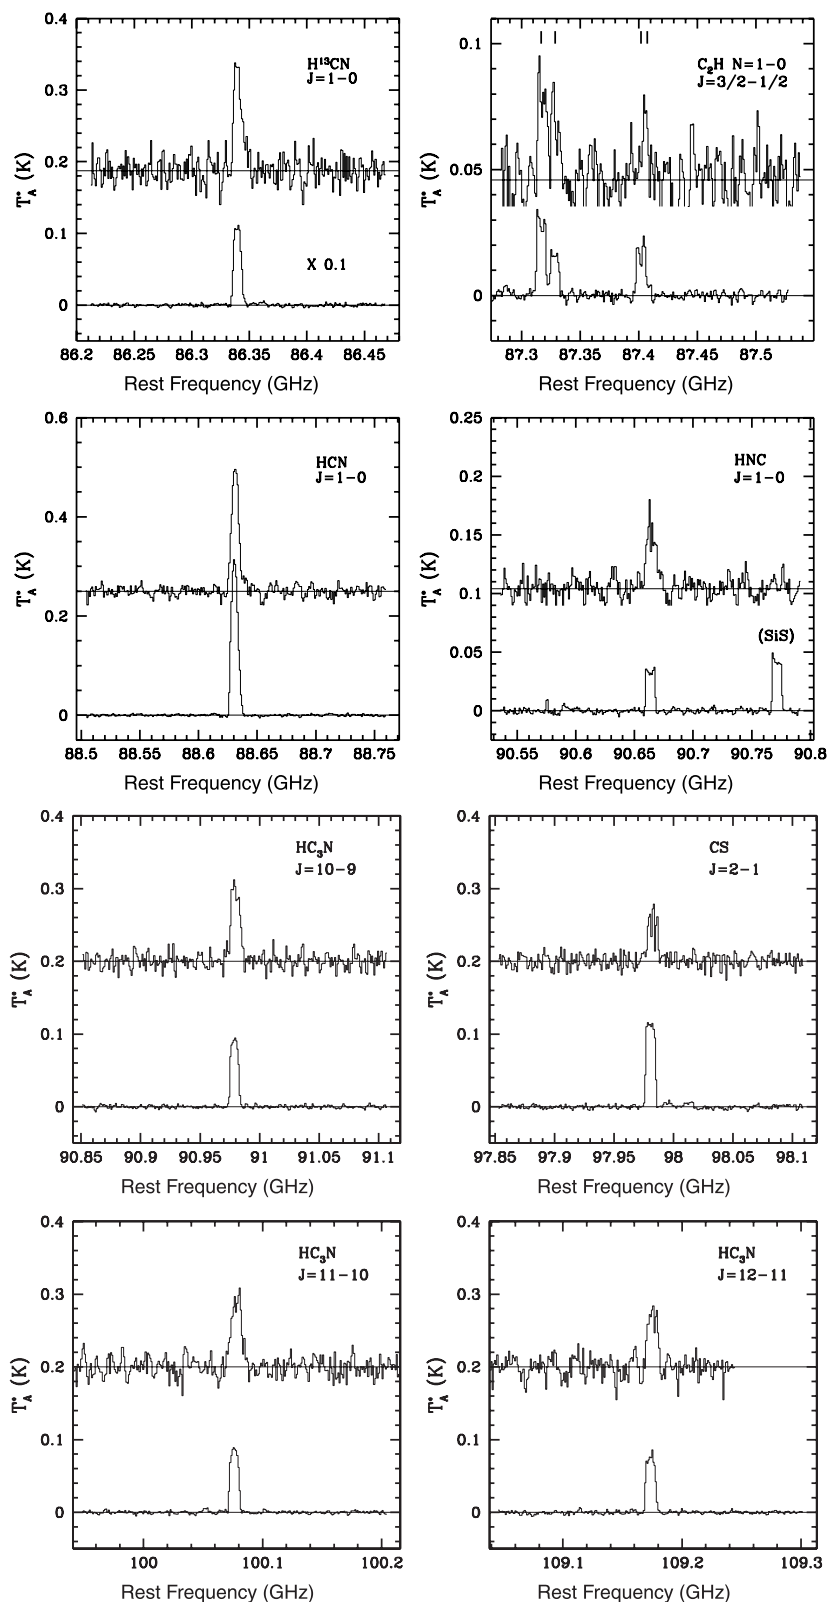 0.4
0.3
0.2
0.1
0
T*A (K)
H¹³CN
J=1−0
X 0.1
86.2 86.25 86.3 86.35 86.4 86.45
Rest Frequency (GHz)
0.1
0.05
0
T*A (K)
C₂H N=1−0
J=3/2−1/2
87.3 87.35 87.4 87.45 87.5
Rest Frequency (GHz)
0.6
0.4
0.2
0
T*A (K)
HCN
J=1−0
88.5 88.55 88.6 88.65 88.7 88.75
Rest Frequency (GHz)
0.25
0.2
0.15
0.1
0.05
0
T*A (K)
HNC
J=1−0
(SiS)
90.55 90.6 90.65 90.7 90.75 90.8
Rest Frequency (GHz)
0.4
0.3
0.2
0.1
0
T*A (K)
HC₃N
J=10−9
90.85 90.9 90.95 91 91.05 91.1
Rest Frequency (GHz)
0.4
0.3
0.2
0.1
0
T*A (K)
CS
J=2−1
97.85 97.9 97.95 98 98.05 98.1
Rest Frequency (GHz)
0.4
0.3
0.2
0.1
0
T*A (K)
HC₃N
J=11−10
100 100.1 100.2
Rest Frequency (GHz)
0.4
0.3
0.2
0.1
0
T*A (K)
HC₃N
J=12−11
109.1 109.2 109.3
Rest Frequency (GHz)